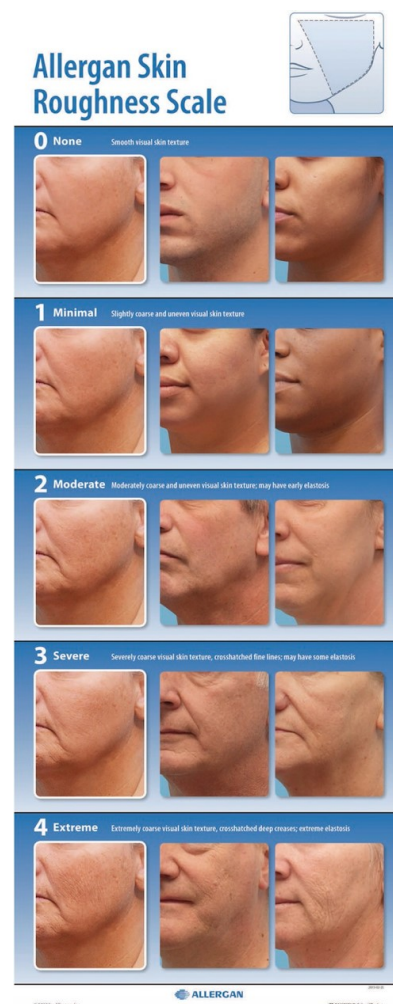 Allergan Skin
Roughness Scale
0 None Smooth visual skin texture
1 Minimal Slightly coarse and uneven visual skin texture
2 Moderate Moderately coarse and uneven visual skin texture; may have early elastosis
3 Severe Severely coarse visual skin texture, crosshatched fine lines; may have some elastosis
4 Extreme Extremely coarse visual skin texture, crosshatched deep creases; extreme elastosis
ALLERGAN